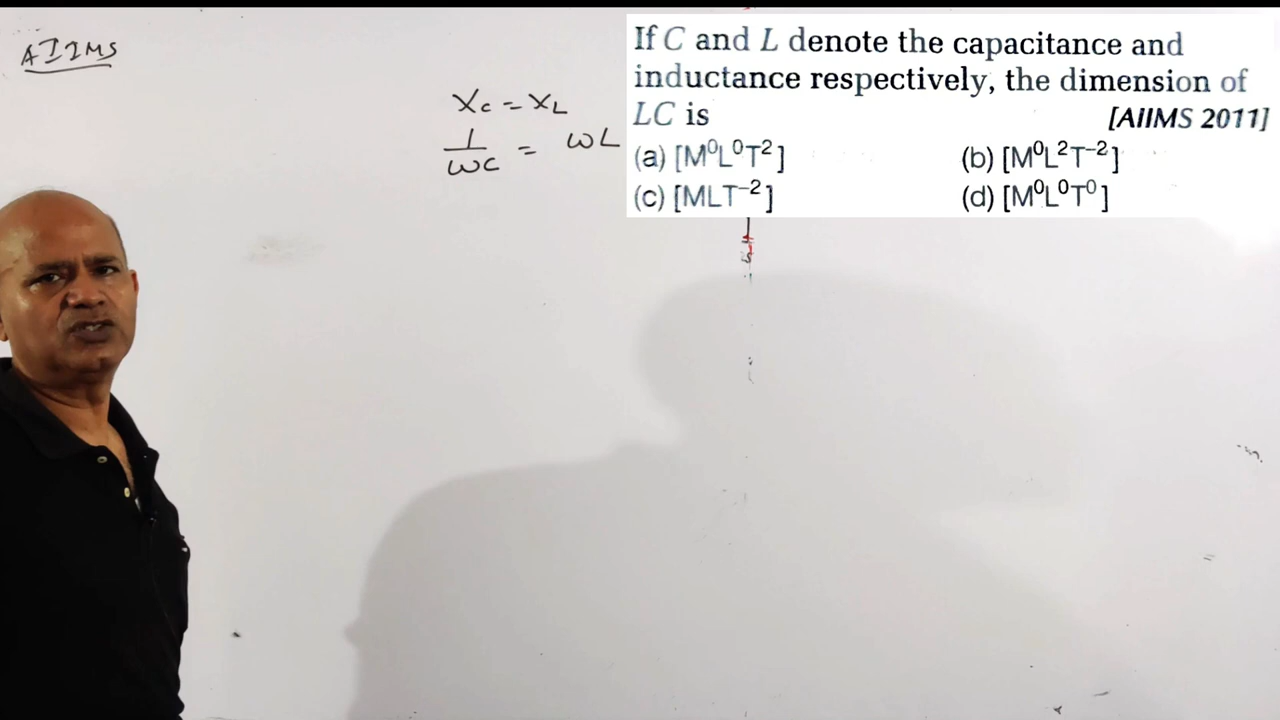 AIIMS
Xc = XL
1/ωC = ωL
If C and L denote the capacitance and
inductance respectively, the dimension of
LC is [AIIMS 2011]
(a) [M⁰L⁰T²] (b) [M⁰L²T⁻²]
(c) [MLT⁻²] (d) [M⁰L⁰T⁰]